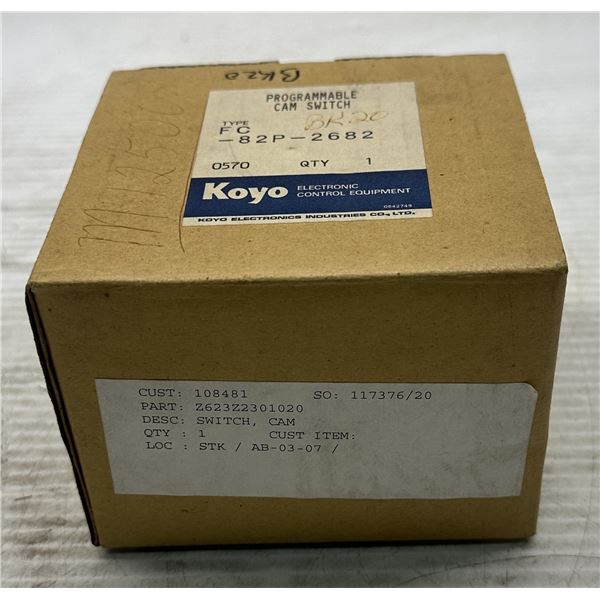 BK20
PROGRAMMABLE
CAM SWITCH
BK20
TYPE
FC
-82P-2682
0570 QTY 1
Koyo ELECTRONIC
CONTROL EQUIPMENT
0842749
KOYO ELECTRONICS INDUSTRIES CO., LTD.
CUST: 108481 SO: 117376/20
PART: Z623Z2301020
DESC: SWITCH, CAM
QTY : 1 CUST ITEM:
LOC : STK / AB-03-07 /